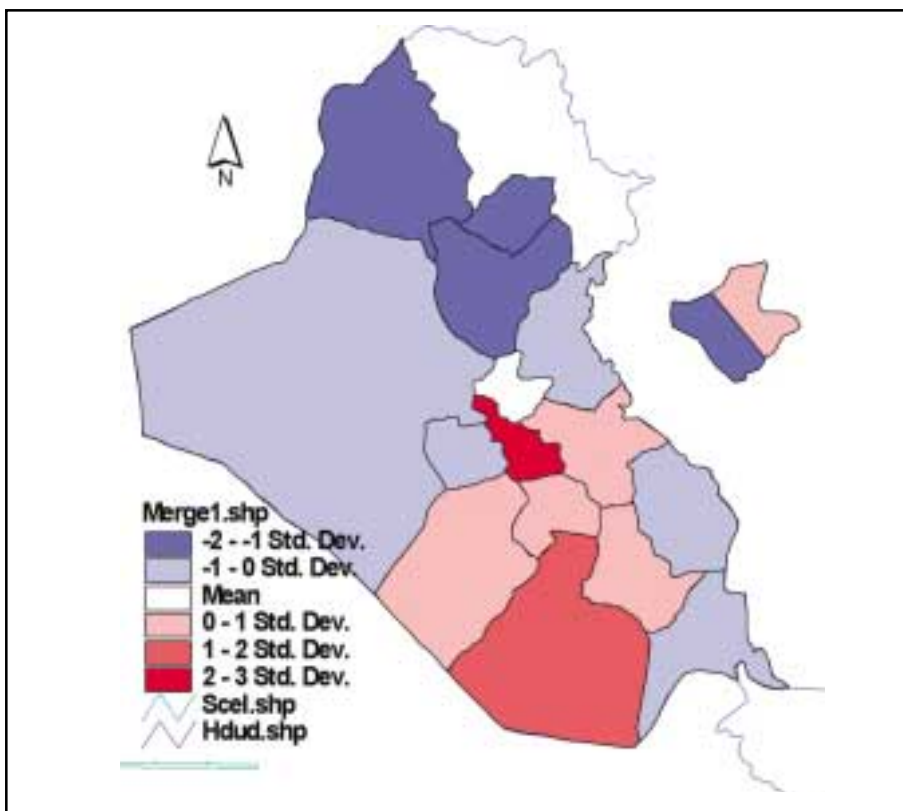 N
Merge1.shp
-2 - -1 Std. Dev.
-1 - 0 Std. Dev.
Mean
0 - 1 Std. Dev.
1 - 2 Std. Dev.
2 - 3 Std. Dev.
Scel.shp
Hdud.shp